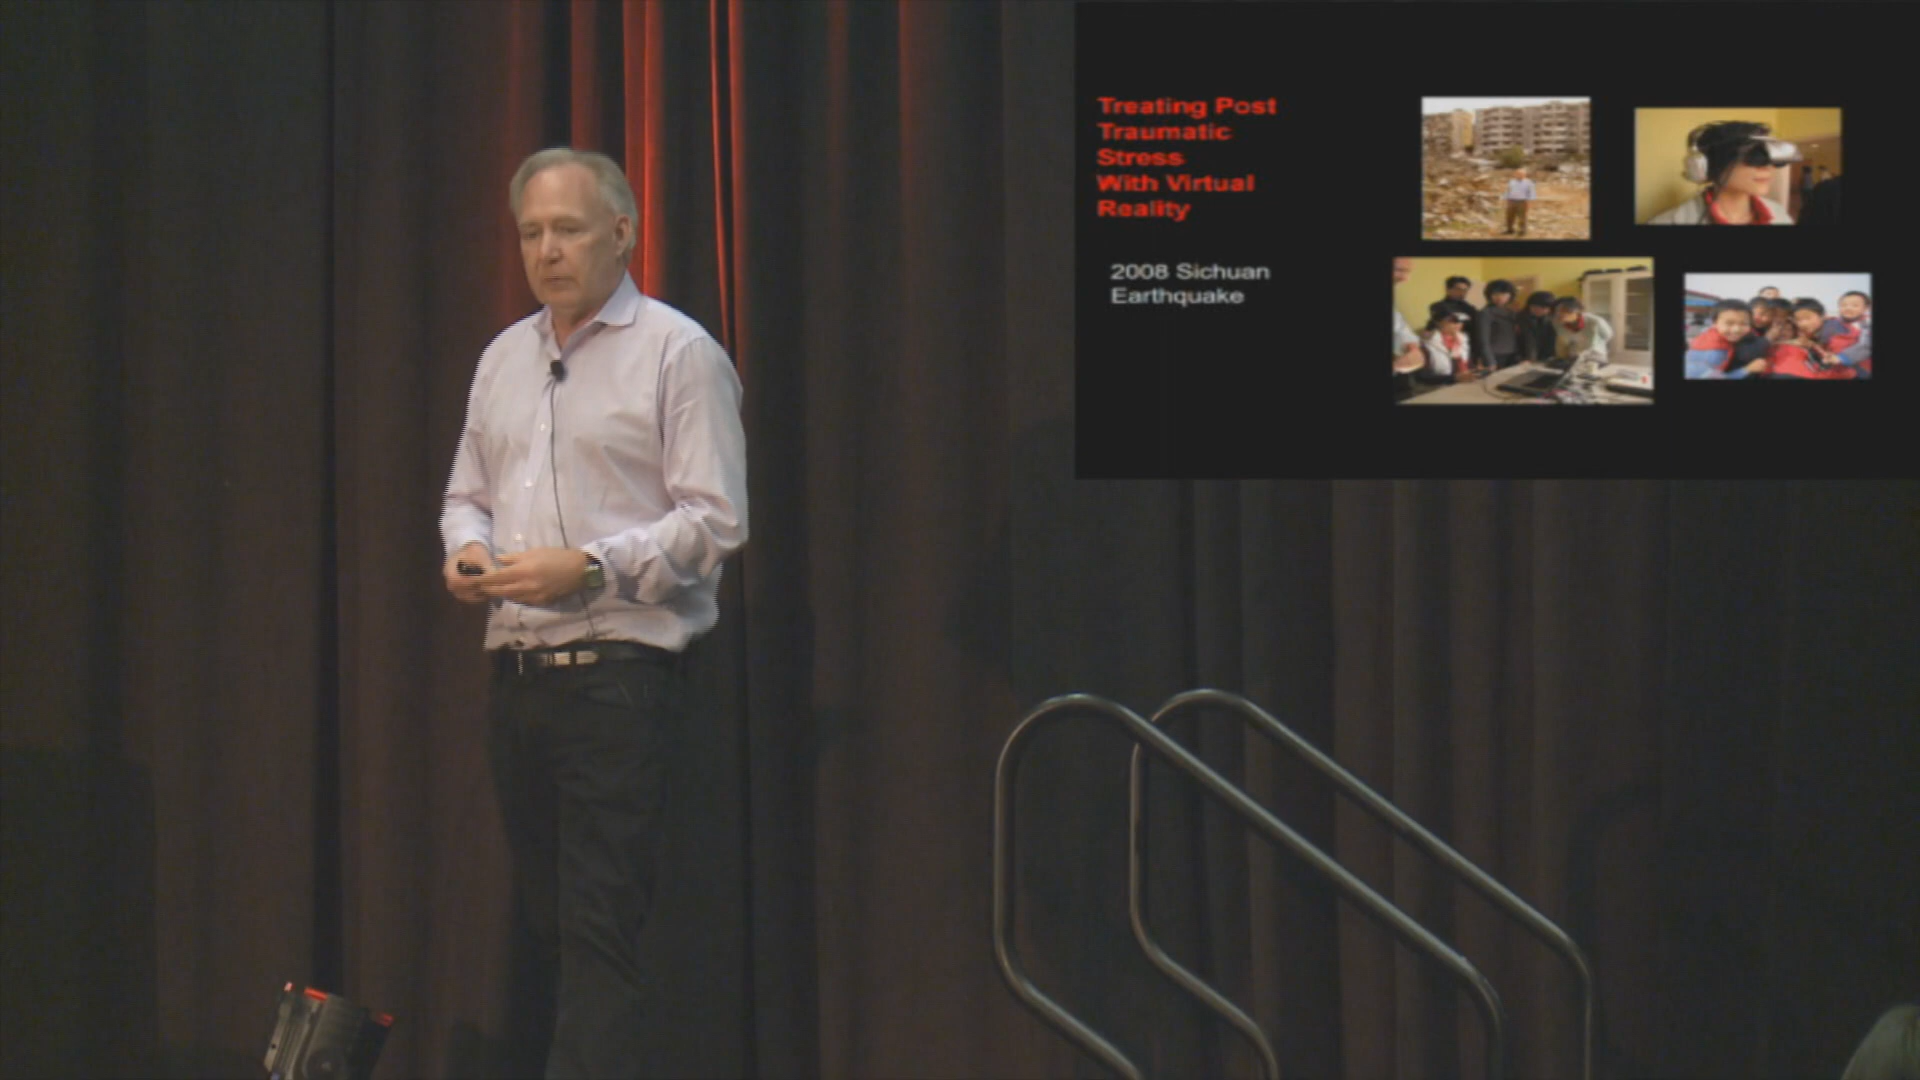 Treating Post
Traumatic
Stress
With Virtual
Reality
2008 Sichuan
Earthquake